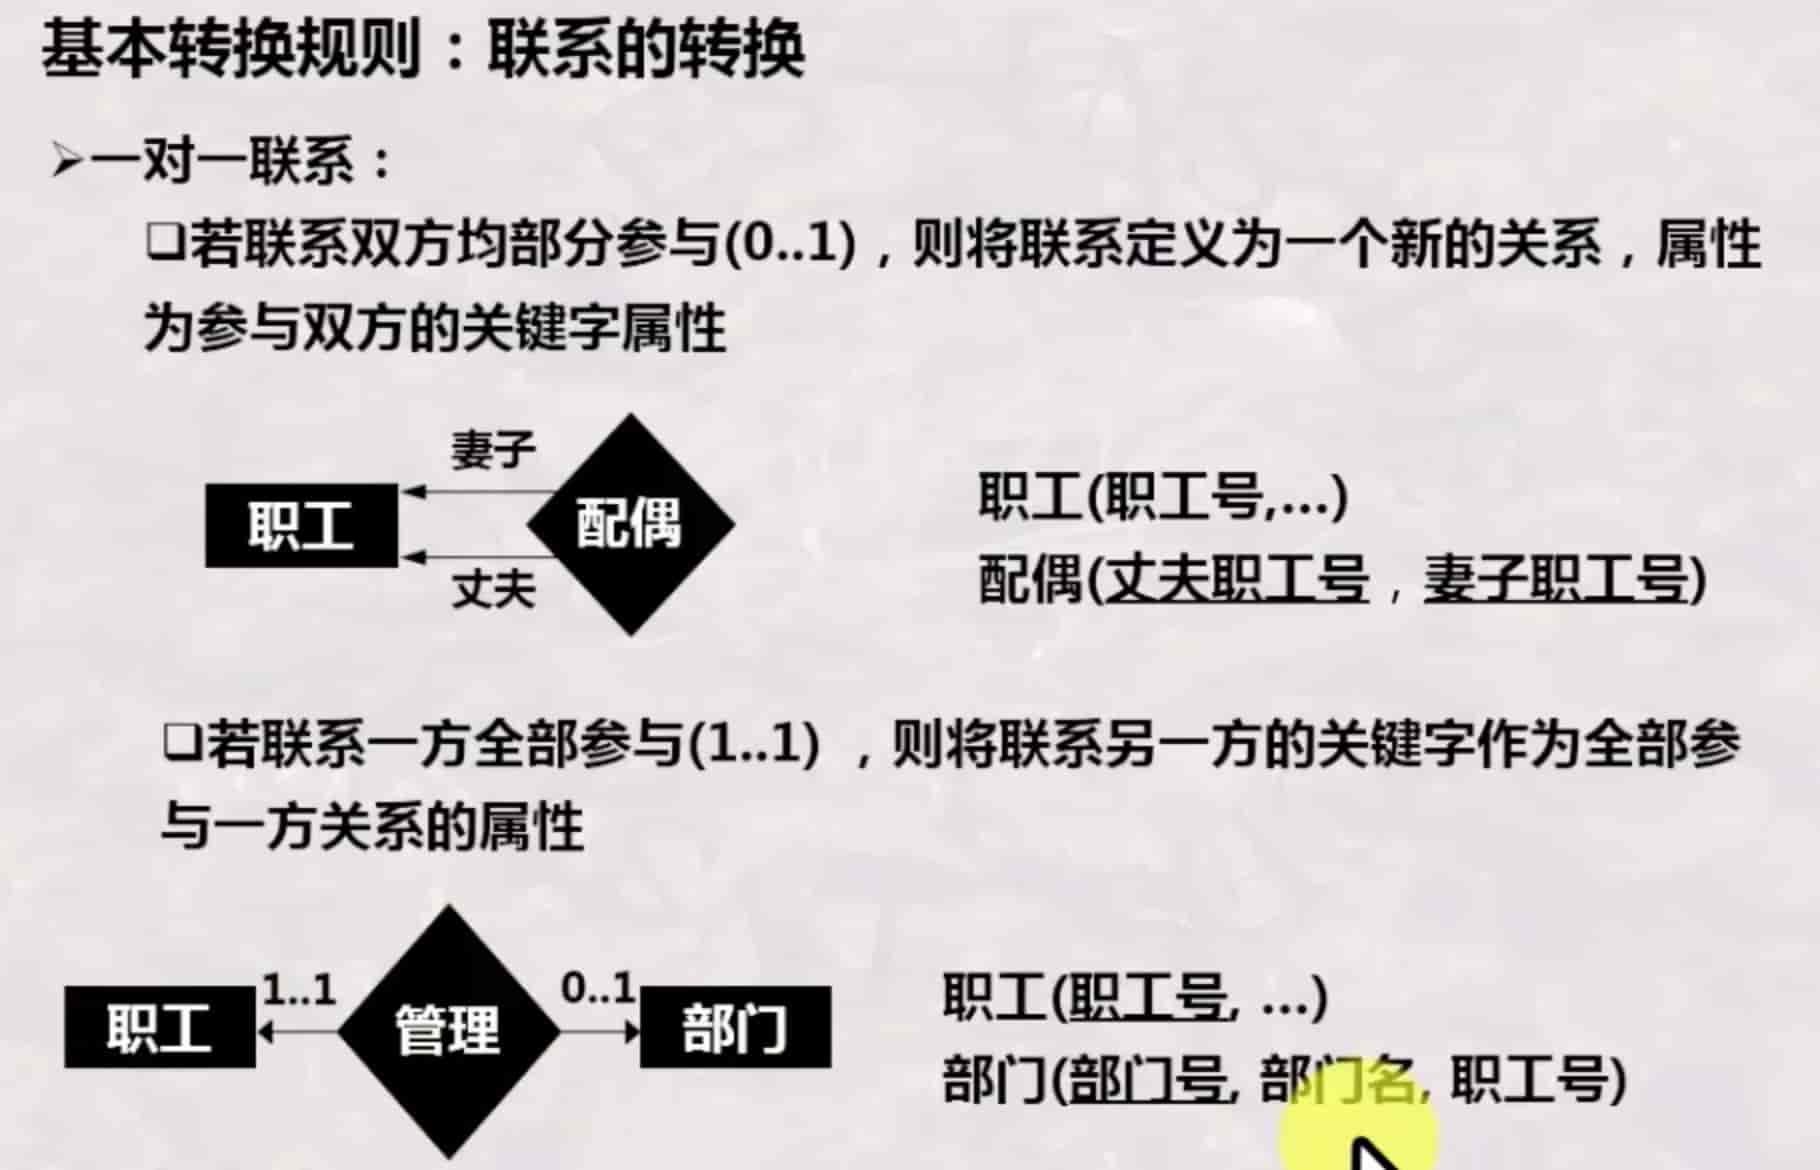 基本转换规则：联系的转换
➢一对一联系：
❑若联系双方均部分参与(0..1)，则将联系定义为一个新的关系，属性
为参与双方的关键字属性
妻子
职工
配偶
丈夫
职工(职工号,...)
配偶(丈夫职工号，妻子职工号)
❑若联系一方全部参与(1..1) ，则将联系另一方的关键字作为全部参
与一方关系的属性
职工
1..1
管理
0..1
部门
职工(职工号, ...)
部门(部门号, 部门名, 职工号)